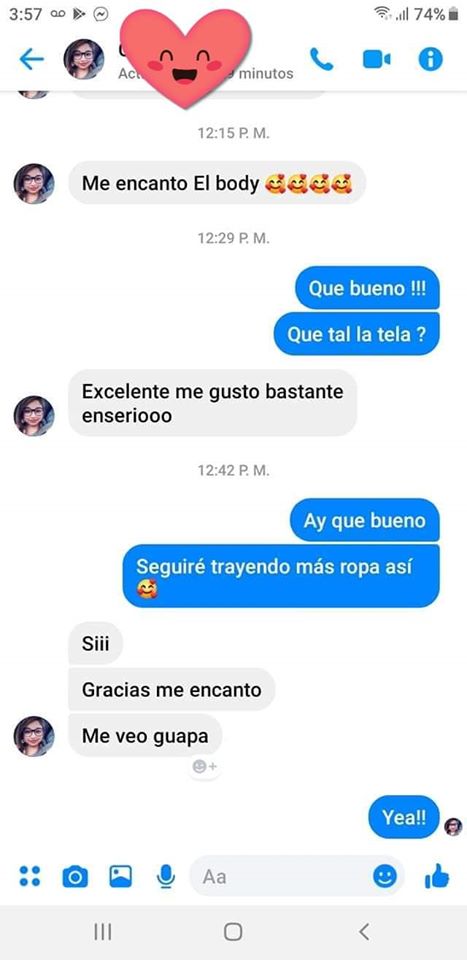 3:57
74%
Act
9 minutos
12:15 P. M.
Me encanto El body 🥰🥰🥰🥰
12:29 P. M.
Que bueno !!!
Que tal la tela ?
Excelente me gusto bastante
enseriooo
12:42 P. M.
Ay que bueno
Seguiré trayendo más ropa así
🥰
Siii
Gracias me encanto
Me veo guapa
Yea!!
Aa